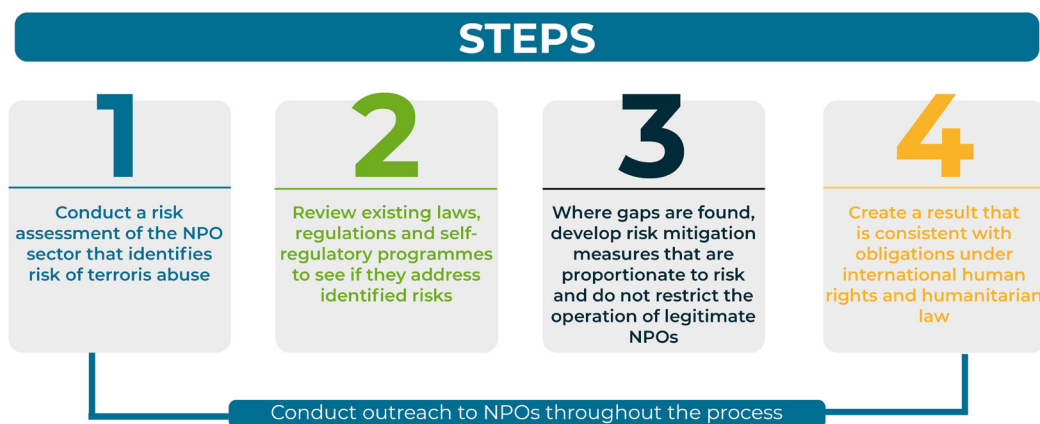 STEPS
1
Conduct a risk
assessment of the NPO
sector that identifies
risk of terroris abuse
2
Review existing laws,
regulations and self-
regulatory programmes
to see if they address
identified risks
3
Where gaps are found,
develop risk mitigation
measures that are
proportionate to risk
and do not restrict the
operation of legitimate
NPOs
4
Create a result that
is consistent with
obligations under
international human
rights and humanitarian
law
Conduct outreach to NPOs throughout the process